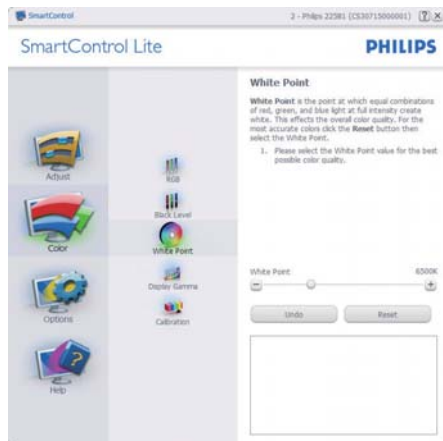 SmartControl
2 - Philips 225B1 (CS30715000001)
SmartControl Lite
PHILIPS
Adjust
Color
Options
Help
RGB
Black Level
White Point
Display Gamma
Calibration
White Point
White Point is the point at which equal combinations
of red, green, and blue light at full intensity create
white. This effects the overall color quality. For the
most accurate colors click the Reset button then
select the White Point.
1. Please select the White Point value for the best
possible color quality.
White Point 6500K
Undo Reset